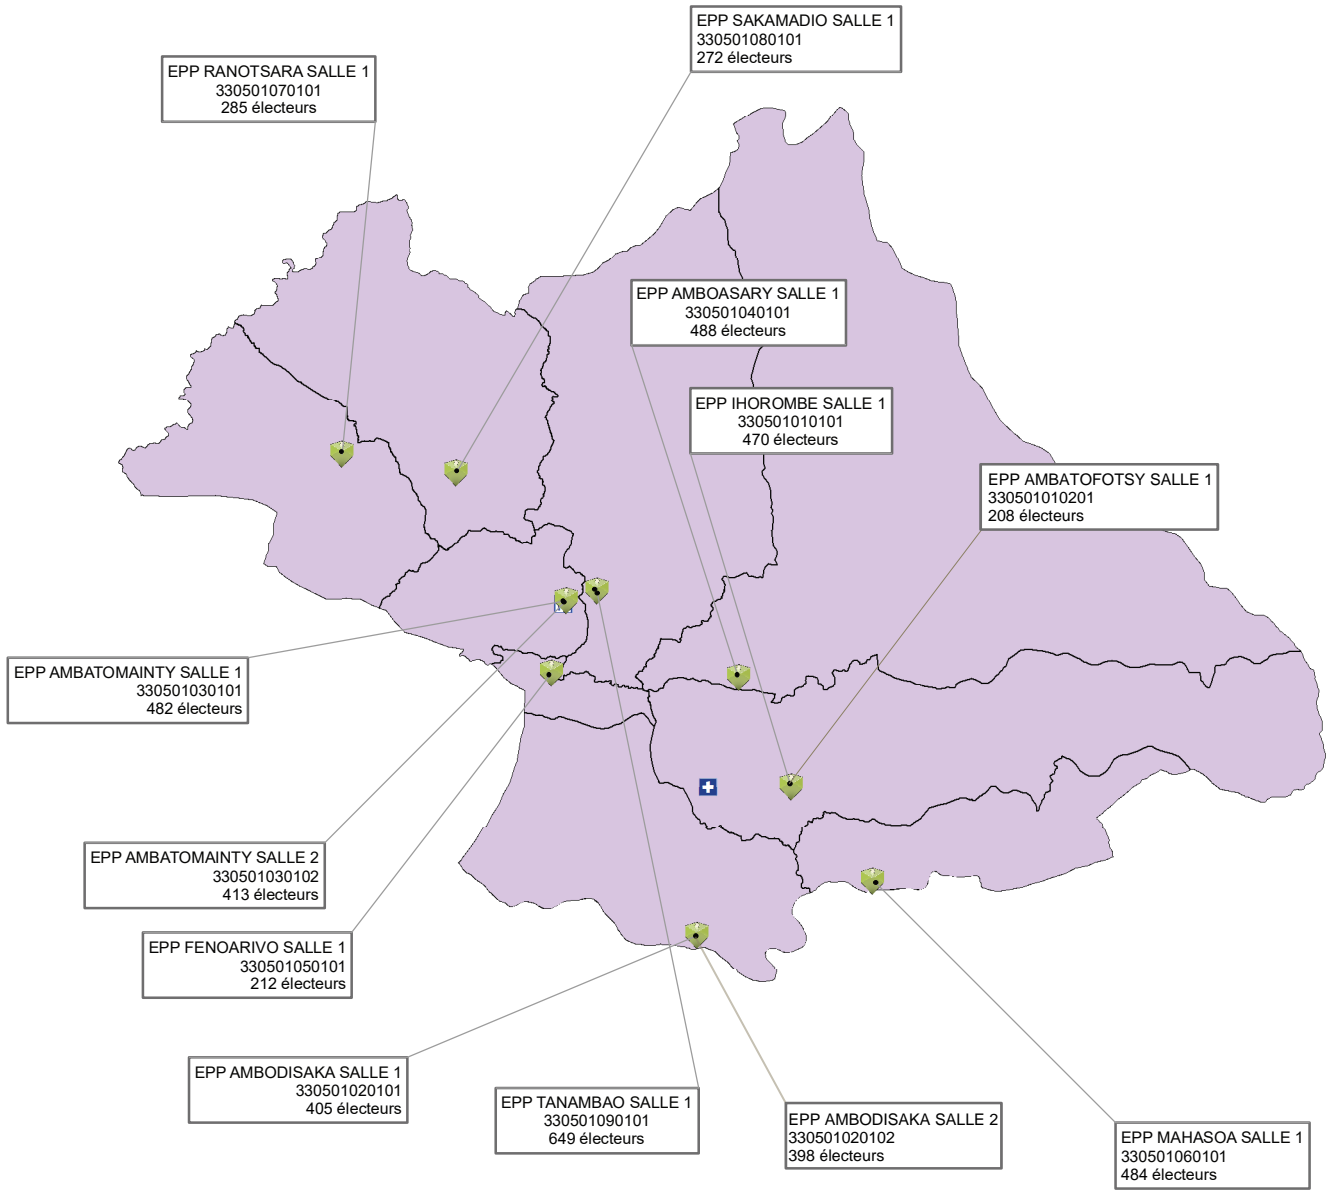 EPP SAKAMADIO SALLE 1
330501080101
272 électeurs
EPP RANOTSARA SALLE 1
330501070101
285 électeurs
EPP AMBOASARY SALLE 1
330501040101
488 électeurs
EPP IHOROMBE SALLE 1
330501010101
470 électeurs
EPP AMBATOFOTSY SALLE 1
330501010201
208 électeurs
EPP AMBATOMAINTY SALLE 1
330501030101
482 électeurs
EPP AMBATOMAINTY SALLE 2
330501030102
413 électeurs
EPP FENOARIVO SALLE 1
330501050101
212 électeurs
EPP AMBODISAKA SALLE 1
330501020101
405 électeurs
EPP TANAMBAO SALLE 1
330501090101
649 électeurs
EPP AMBODISAKA SALLE 2
330501020102
398 électeurs
EPP MAHASOA SALLE 1
330501060101
484 électeurs